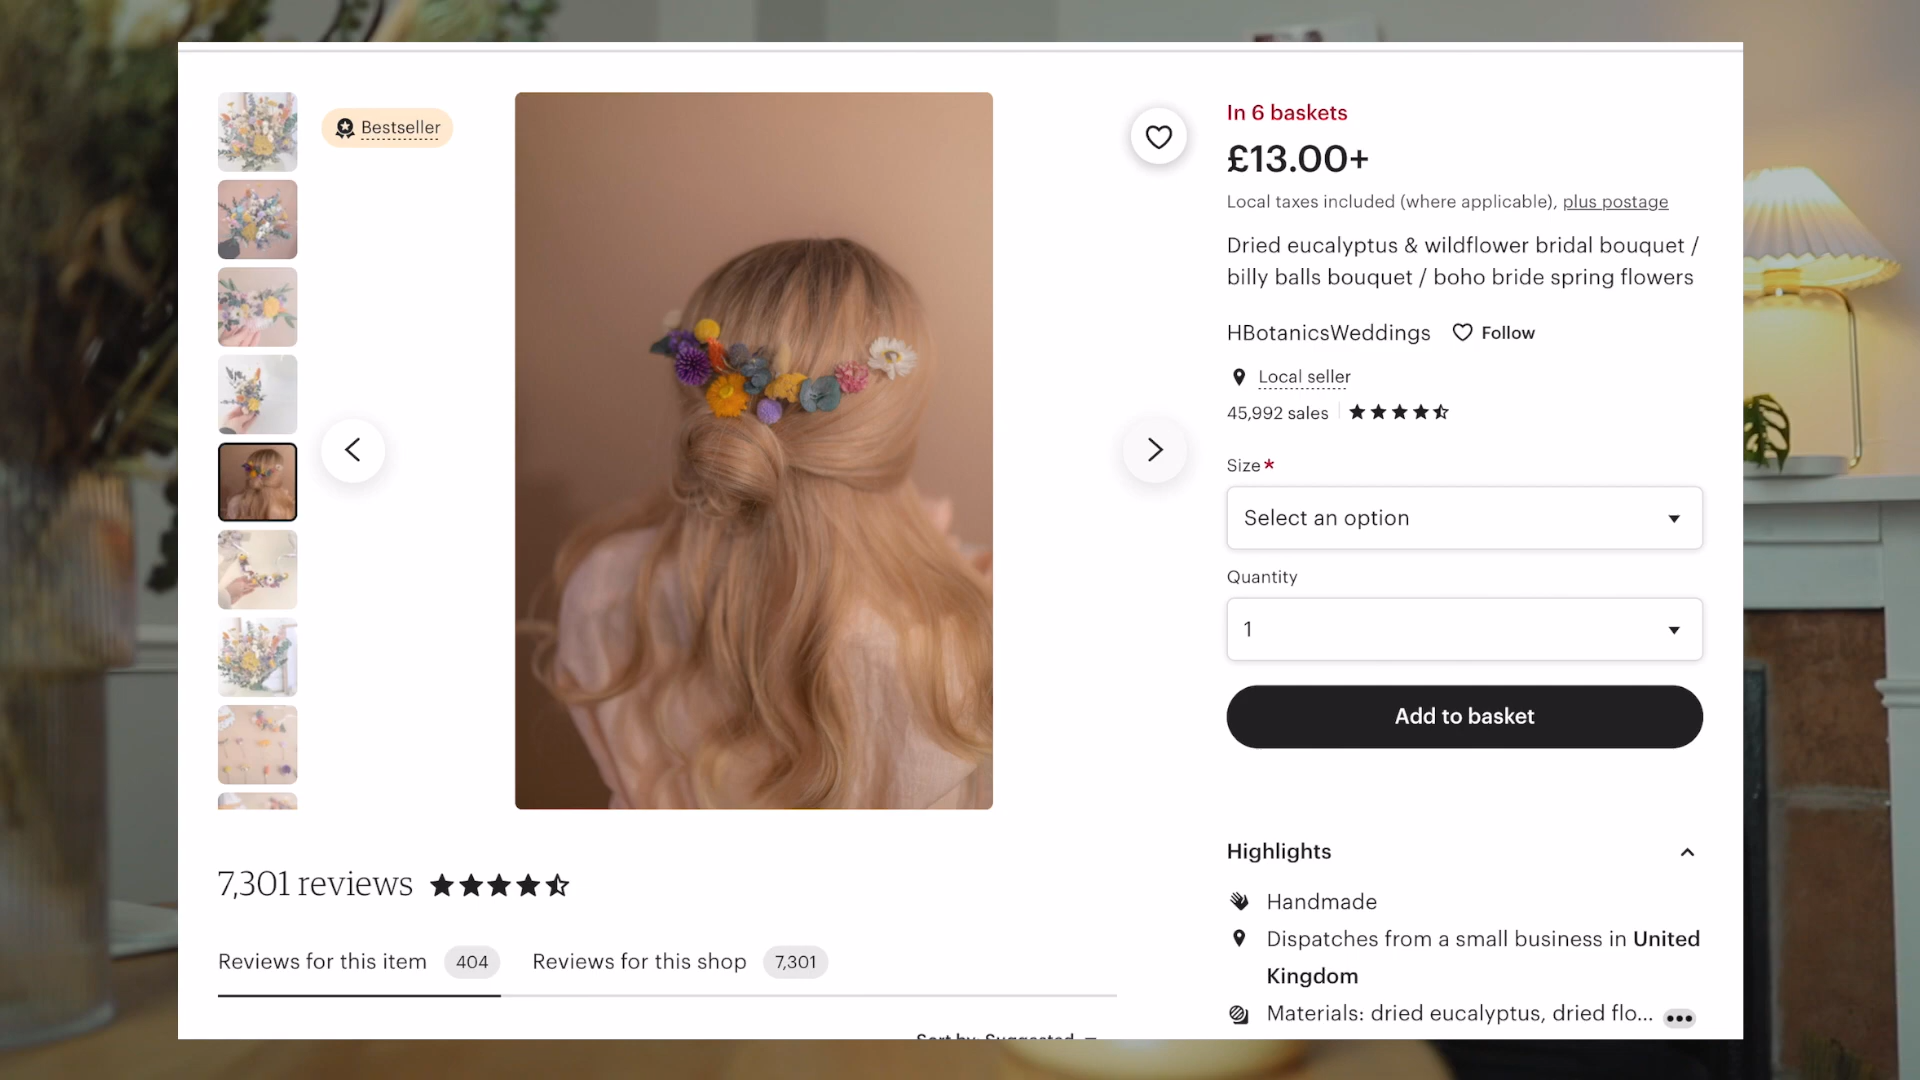 Bestseller
In 6 baskets
£13.00+
Local taxes included (where applicable), plus postage
Dried eucalyptus & wildflower bridal bouquet /
billy balls bouquet / boho bride spring flowers
HBotanicsWeddings Follow
Local seller
45,992 sales
Size*
Select an option
Quantity
1
Add to basket
Highlights
Handmade
Dispatches from a small business in United
Kingdom
Materials: dried eucalyptus, dried flo...
7,301 reviews
Reviews for this item 404 Reviews for this shop 7,301
Sort by: Suggested